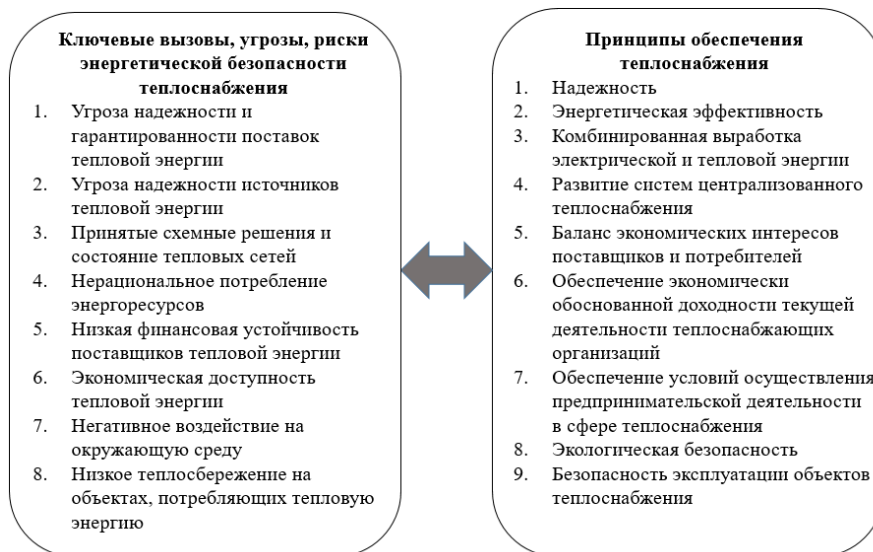 Ключевые вызовы, угрозы, риски
энергетической безопасности
теплоснабжения
1. Угроза надежности и
гарантированности поставок
тепловой энергии
2. Угроза надежности источников
тепловой энергии
3. Принятые схемные решения и
состояние тепловых сетей
4. Нерациональное потребление
энергоресурсов
5. Низкая финансовая устойчивость
поставщиков тепловой энергии
6. Экономическая доступность
тепловой энергии
7. Негативное воздействие на
окружающую среду
8. Низкое теплосбережение на
объектах, потребляющих тепловую
энергию
Принципы обеспечения
теплоснабжения
1. Надежность
2. Энергетическая эффективность
3. Комбинированная выработка
электрической и тепловой энергии
4. Развитие систем централизованного
теплоснабжения
5. Баланс экономических интересов
поставщиков и потребителей
6. Обеспечение экономически
обоснованной доходности текущей
деятельности теплоснабжающих
организаций
7. Обеспечение условий осуществления
предпринимательской деятельности
в сфере теплоснабжения
8. Экологическая безопасность
9. Безопасность эксплуатации объектов
теплоснабжения